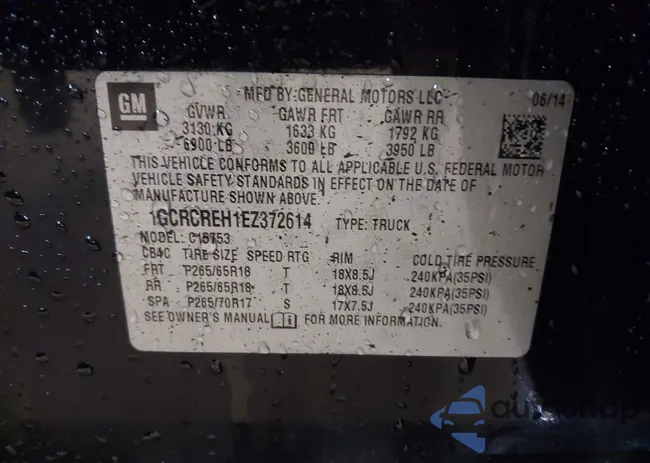 GM
MFD BY GENERAL MOTORS LLC 06/14
GVWR GAWR FRT GAWR RR
3130 KG 1633 KG 1792 KG
6900 LB 3600 LB 3950 LB
THIS VEHICLE CONFORMS TO ALL APPLICABLE U.S. FEDERAL MOTOR
VEHICLE SAFETY STANDARDS IN EFFECT ON THE DATE OF
MANUFACTURE SHOWN ABOVE.
1GCRCREH1EZ372614 TYPE: TRUCK
MODEL: C15753
CB4C TIRE SIZE SPEED RTG RIM COLD TIRE PRESSURE
FRT P265/65R18 T 18X8.5J 240KPA(35PSI)
RR P265/65R18 T 18X8.5J 240KPA(35PSI)
SPA P265/70R17 S 17X7.5J 240KPA(35PSI)
SEE OWNER'S MANUAL FOR MORE INFORMATION.